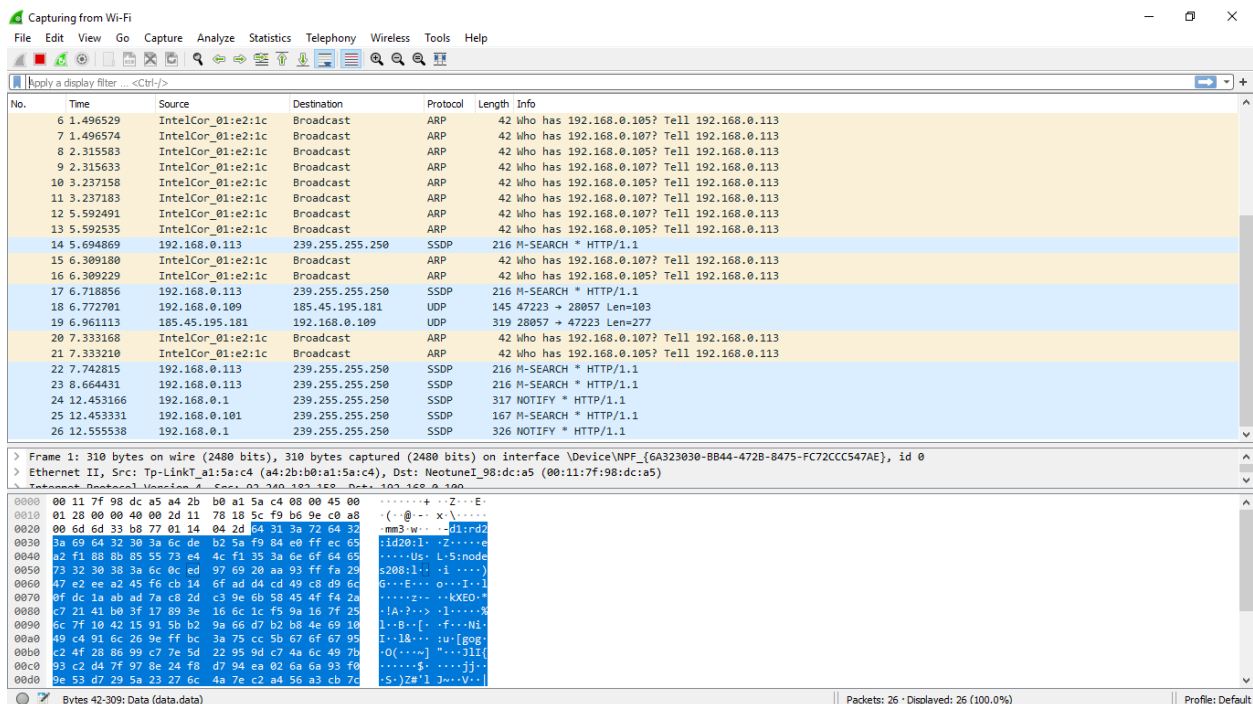 Capturing from Wi-Fi
File Edit View Go Capture Analyze Statistics Telephony Wireless Tools Help
Apply a display filter ... <Ctrl-/>
No. Time Source Destination Protocol Length Info
6 1.496529 IntelCor_01:e2:1c Broadcast ARP 42 Who has 192.168.0.105? Tell 192.168.0.113
7 1.496574 IntelCor_01:e2:1c Broadcast ARP 42 Who has 192.168.0.107? Tell 192.168.0.113
8 2.315583 IntelCor_01:e2:1c Broadcast ARP 42 Who has 192.168.0.105? Tell 192.168.0.113
9 2.315633 IntelCor_01:e2:1c Broadcast ARP 42 Who has 192.168.0.107? Tell 192.168.0.113
10 3.237158 IntelCor_01:e2:1c Broadcast ARP 42 Who has 192.168.0.105? Tell 192.168.0.113
11 3.237183 IntelCor_01:e2:1c Broadcast ARP 42 Who has 192.168.0.107? Tell 192.168.0.113
12 5.592491 IntelCor_01:e2:1c Broadcast ARP 42 Who has 192.168.0.107? Tell 192.168.0.113
13 5.592535 IntelCor_01:e2:1c Broadcast ARP 42 Who has 192.168.0.105? Tell 192.168.0.113
14 5.694869 192.168.0.113 239.255.255.250 SSDP 216 M-SEARCH * HTTP/1.1
15 6.309180 IntelCor_01:e2:1c Broadcast ARP 42 Who has 192.168.0.107? Tell 192.168.0.113
16 6.309229 IntelCor_01:e2:1c Broadcast ARP 42 Who has 192.168.0.105? Tell 192.168.0.113
17 6.718856 192.168.0.113 239.255.255.250 SSDP 216 M-SEARCH * HTTP/1.1
18 6.772701 192.168.0.109 185.45.195.181 UDP 145 47223 → 28057 Len=103
19 6.961113 185.45.195.181 192.168.0.109 UDP 319 28057 → 47223 Len=277
20 7.333168 IntelCor_01:e2:1c Broadcast ARP 42 Who has 192.168.0.107? Tell 192.168.0.113
21 7.333210 IntelCor_01:e2:1c Broadcast ARP 42 Who has 192.168.0.105? Tell 192.168.0.113
22 7.742815 192.168.0.113 239.255.255.250 SSDP 216 M-SEARCH * HTTP/1.1
23 8.664431 192.168.0.113 239.255.255.250 SSDP 216 M-SEARCH * HTTP/1.1
24 12.453166 192.168.0.1 239.255.255.250 SSDP 317 NOTIFY * HTTP/1.1
25 12.453331 192.168.0.101 239.255.255.250 SSDP 167 M-SEARCH * HTTP/1.1
26 12.555538 192.168.0.1 239.255.255.250 SSDP 326 NOTIFY * HTTP/1.1
> Frame 1: 310 bytes on wire (2480 bits), 310 bytes captured (2480 bits) on interface \Device\NPF_{6A323030-BB44-472B-8475-FC72CCC547AE}, id 0
> Ethernet II, Src: Tp-LinkT_a1:5a:c4 (a4:2b:b0:a1:5a:c4), Dst: NeotuneI_98:dc:a5 (00:11:7f:98:dc:a5)
> Internet Protocol Version 4, Src: 92.249.182.158, Dst: 192.168.0.109
0000 00 11 7f 98 dc a5 a4 2b b0 a1 5a c4 08 00 45 00 ·······+ ··Z···E·
0010 01 28 00 00 40 00 2d 11 78 18 5c f9 b6 9e c0 a8 ·(··@·-· x·\·····
0020 00 6d 6d 33 b8 77 01 14 04 2d 64 31 3a 72 64 32 ·mm3·w·· ·-d1:rd2
0030 3a 69 64 32 30 3a 6c de b2 5a f9 84 e0 ff ec 65 :id20:l· ·Z·····e
0040 a2 f1 88 8b 85 55 73 e4 4c f1 35 3a 6e 6f 64 65 ·····Us· L·5:node
0050 73 32 30 38 3a 6c 0c ed 97 69 20 aa 93 ff fa 29 s208:l·· ·i ····)
0060 47 e2 ee a2 45 f6 cb 14 6f ad d4 cd 49 c8 d9 6c G···E··· o···I··l
0070 0f dc 1a ab ad 7a c8 2d c3 9e 6b 58 45 4f f4 2a ·····z·- ··kXEO·*
0080 c7 21 41 b0 3f 17 89 3e 16 6c 1c f5 9a 16 7f 25 ·!A·?··> ·l·····%
0090 6c 7f 10 42 15 91 5b b2 9a 66 d7 b2 b8 4e 69 10 l··B··[· ·f···Ni·
00a0 49 c4 91 6c 26 9e ff bc 3a 75 cc 5b 67 6f 67 95 I··l&··· :u·[gog·
00b0 c2 4f 28 86 99 c7 7e 5d 22 95 9d c7 4a 6c 49 7b ·O(···~] "···JlI{
00c0 93 c2 d4 7f 97 8e 24 f8 d7 94 ea 02 6a 6a 93 f0 ······$· ····jj··
00d0 9e 53 d7 29 5a 23 27 6c 4a 7e c2 a4 56 a3 cb 7c ·S·)Z#'l J~··V··|
Bytes 42-309: Data (data.data) Packets: 26 · Displayed: 26 (100.0%) Profile: Default